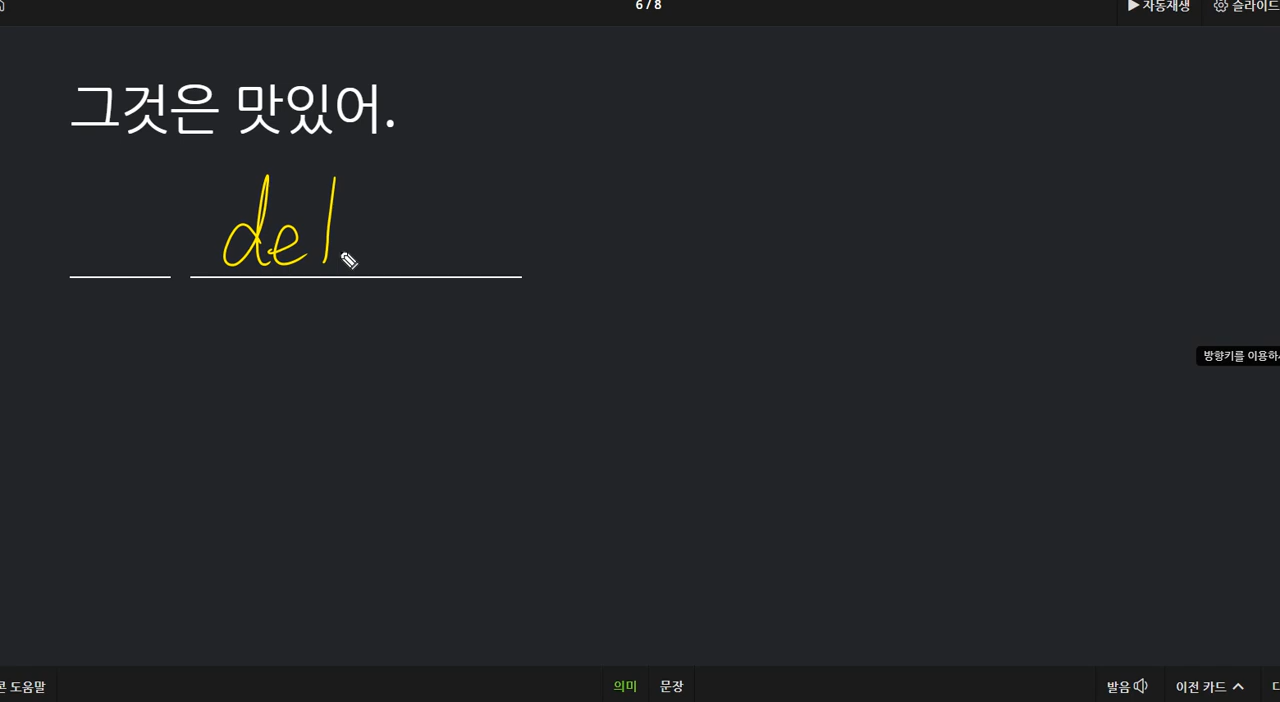 6 / 8
자동재생
슬라이드
그것은 맛있어.
del
방향키를 이용하
도움말
의미
문장
발음
이전 카드